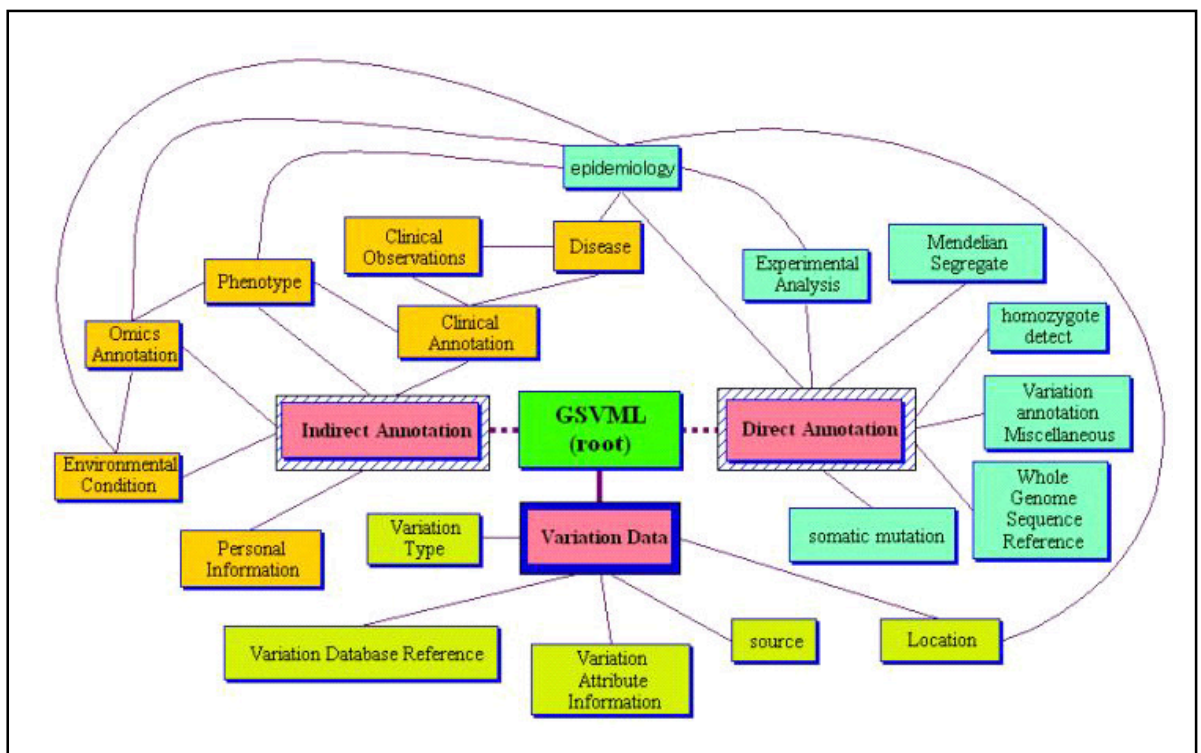 epidemiology
Clinical
Observations
Disease
Experimental
Analysis
Mendelian
Segregate
Phenotype
Omics
Annotation
Clinical
Annotation
homozygote
detect
Indirect Annotation
GSVML
(root)
Direct Annotation
Variation
annotation
Miscellaneous
Environmental
Condition
Whole
Genome
Sequence
Reference
Personal
Information
Variation
Type
Variation Data
somatic mutation
Variation Database Reference
Variation
Attribute
Information
source
Location